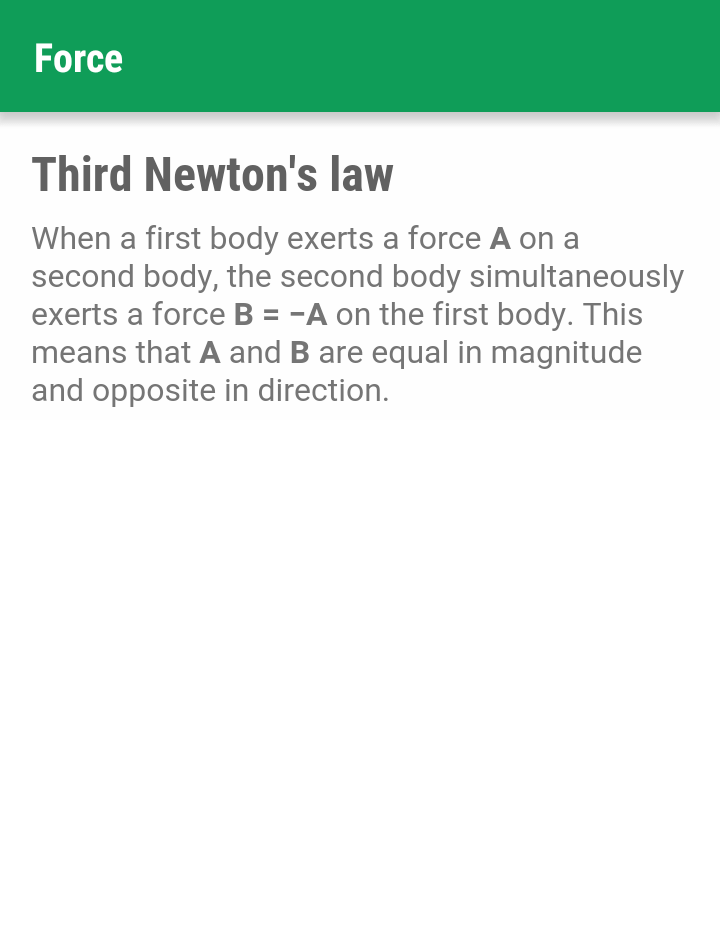 Force
Third Newton's law
When a first body exerts a force A on a
second body, the second body simultaneously
exerts a force B = −A on the first body. This
means that A and B are equal in magnitude
and opposite in direction.